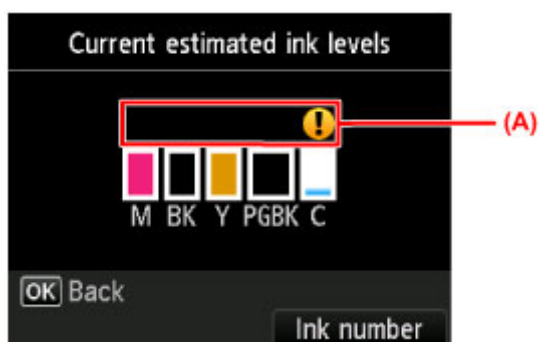 Current estimated ink levels
(A)
M BK Y PGBK C
OK Back
Ink number